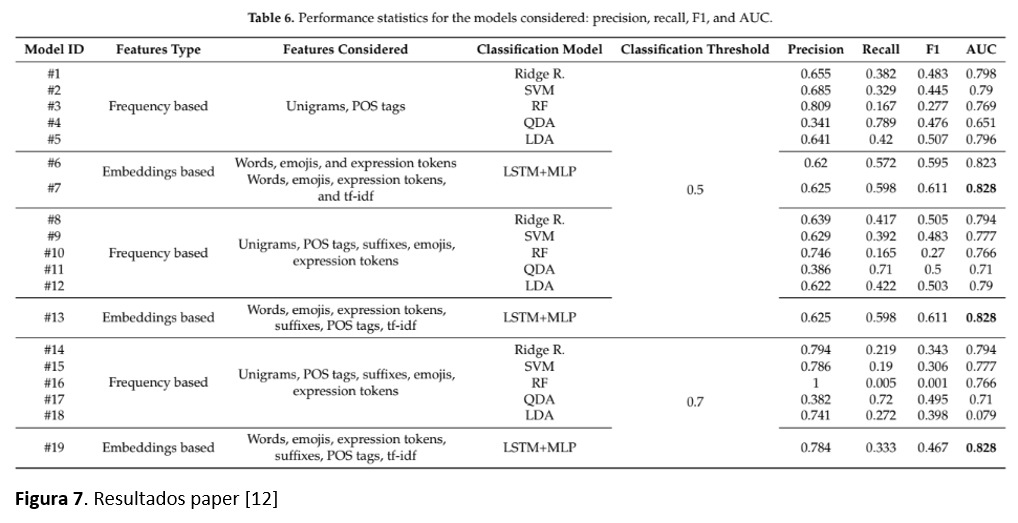 Table 6. Performance statistics for the models considered: precision, recall, F1, and AUC.
Model ID Features Type Features Considered Classification Model Classification Threshold Precision Recall F1 AUC
#1 Ridge R. 0.655 0.382 0.483 0.798
#2 SVM 0.685 0.329 0.445 0.79
#3 Frequency based Unigrams, POS tags RF 0.809 0.167 0.277 0.769
#4 QDA 0.341 0.789 0.476 0.651
#5 LDA 0.641 0.42 0.507 0.796
#6 Words, emojis, and expression tokens 0.62 0.572 0.595 0.823
Embeddings based LSTM+MLP
#7 Words, emojis, expression tokens, 0.5 0.625 0.598 0.611 0.828
and tf-idf
#8 Ridge R. 0.639 0.417 0.505 0.794
#9 SVM 0.629 0.392 0.483 0.777
#10 Frequency based Unigrams, POS tags, suffixes, emojis, RF 0.746 0.165 0.27 0.766
expression tokens
#11 QDA 0.386 0.71 0.5 0.71
#12 LDA 0.622 0.422 0.503 0.79
#13 Embeddings based Words, emojis, expression tokens, LSTM+MLP 0.625 0.598 0.611 0.828
suffixes, POS tags, tf-idf
#14 Ridge R. 0.794 0.219 0.343 0.794
#15 SVM 0.786 0.19 0.306 0.777
#16 Frequency based Unigrams, POS tags, suffixes, emojis, RF 1 0.005 0.001 0.766
expression tokens
#17 QDA 0.7 0.382 0.72 0.495 0.71
#18 LDA 0.741 0.272 0.398 0.079
#19 Embeddings based Words, emojis, expression tokens, LSTM+MLP 0.784 0.333 0.467 0.828
suffixes, POS tags, tf-idf
Figura 7. Resultados paper [12]